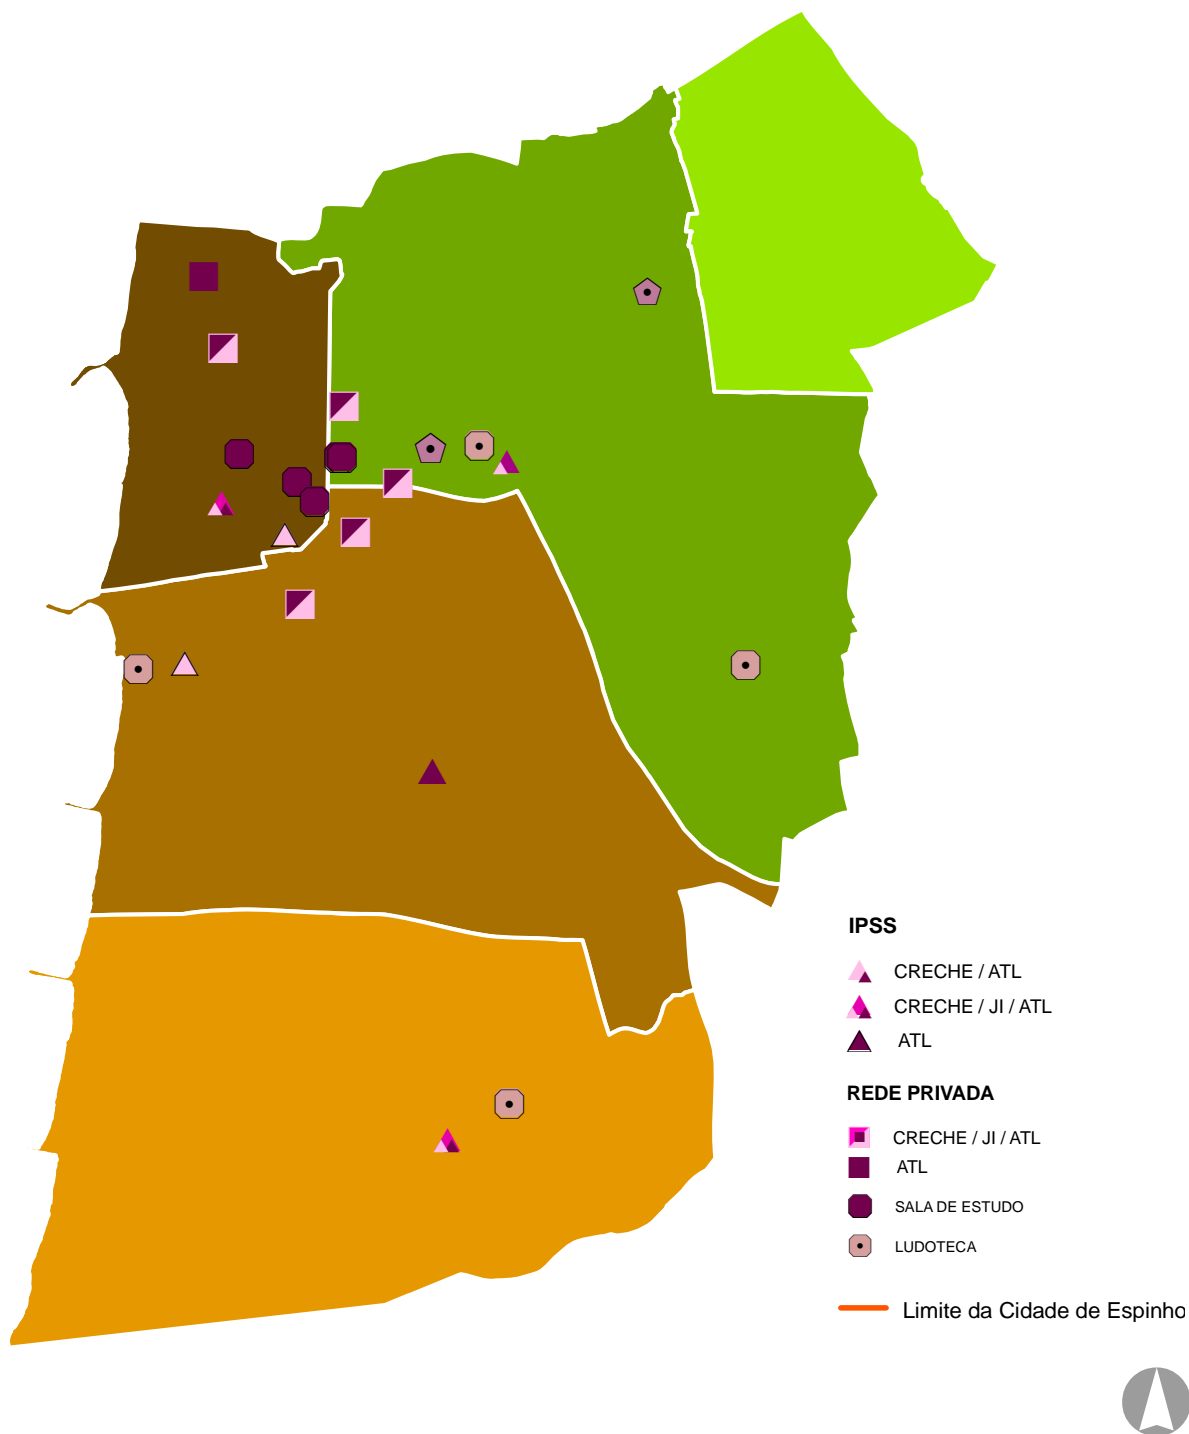 IPSS
CRECHE / ATL
CRECHE / JI / ATL
ATL
REDE PRIVADA
CRECHE / JI / ATL
ATL
SALA DE ESTUDO
LUDOTECA
Limite da Cidade de Espinho